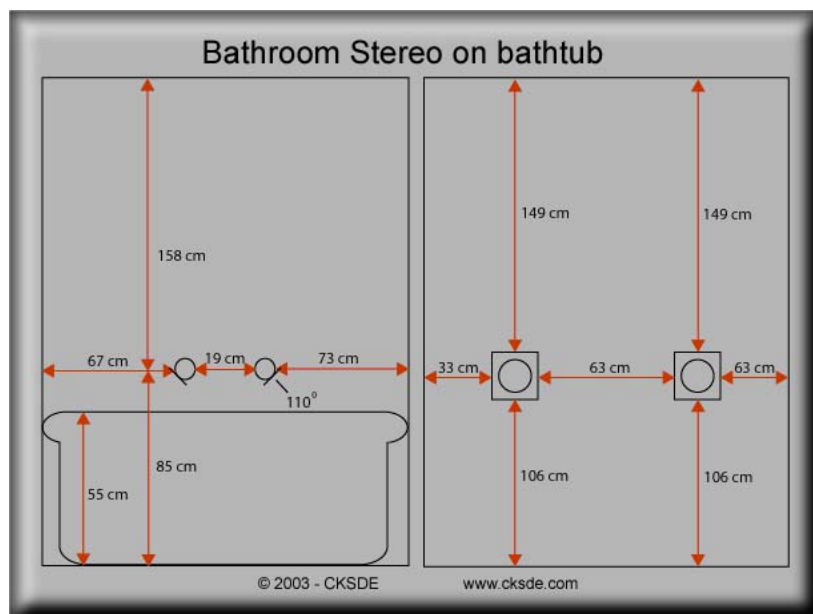 Bathroom Stereo on bathtub
149 cm
149 cm
158 cm
67 cm
19 cm
73 cm
33 cm
63 cm
63 cm
110°
85 cm
55 cm
106 cm
106 cm
© 2003 - CKSDE
www.cksde.com